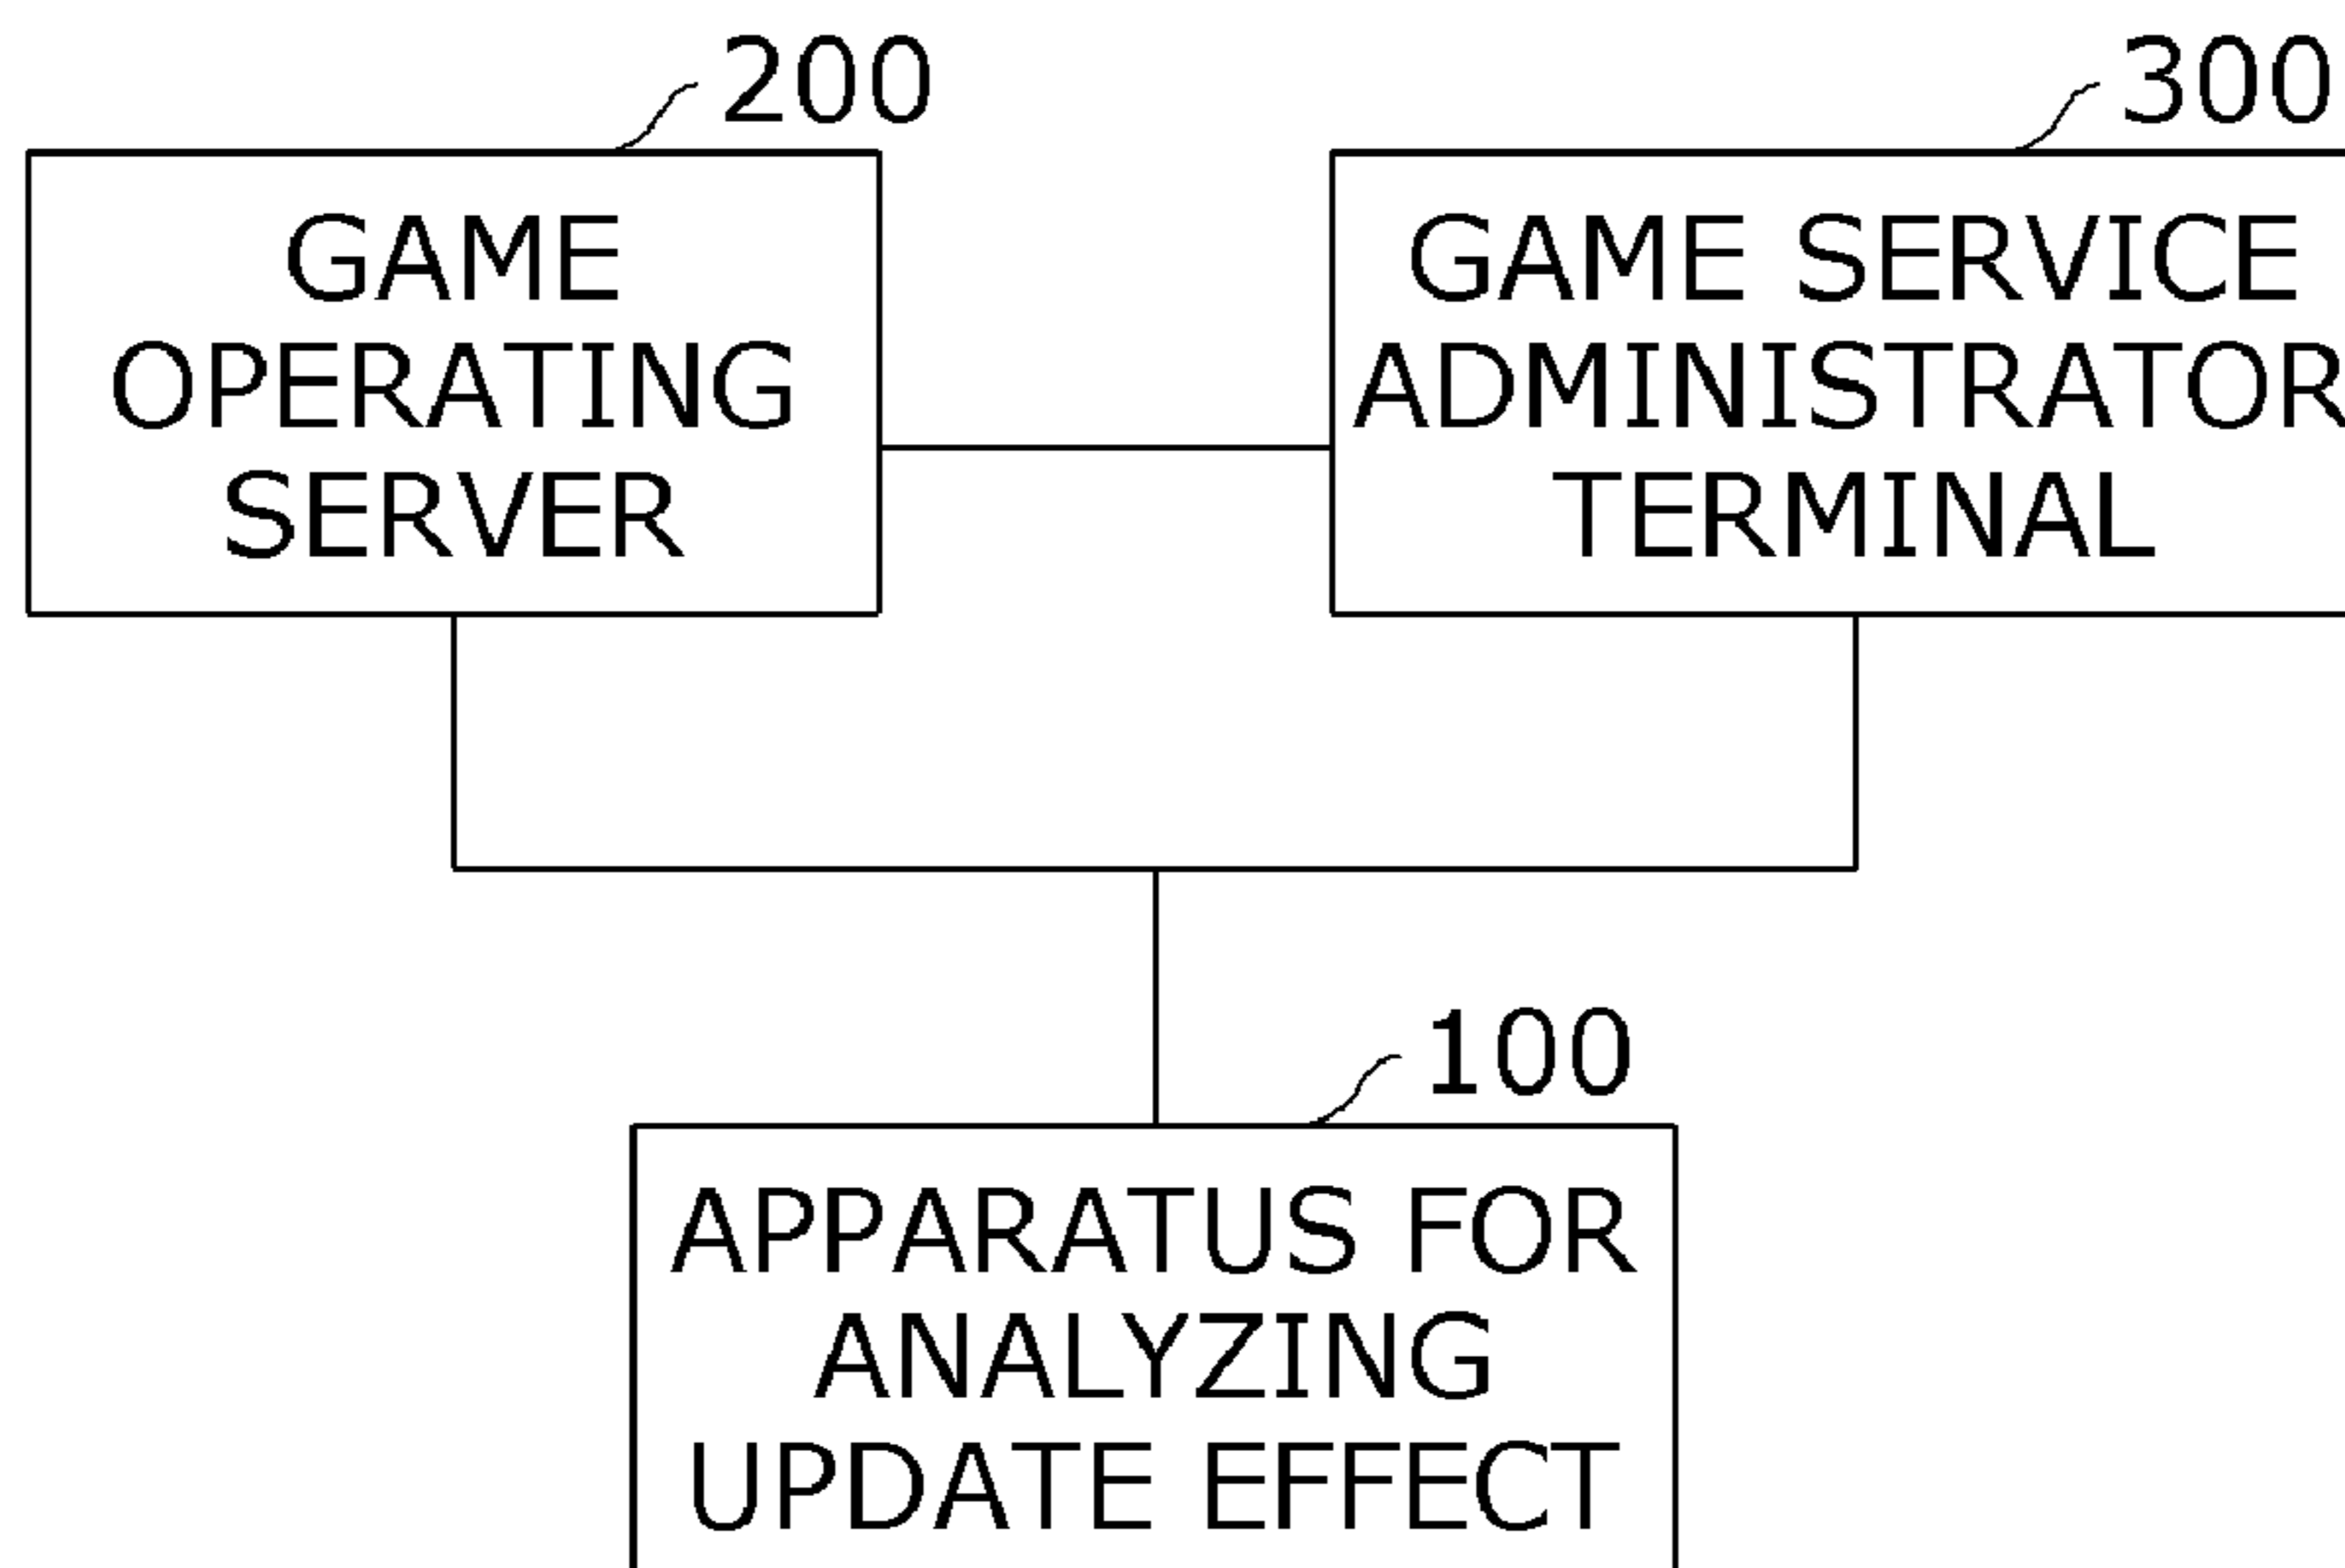 200
300
GAME
OPERATING
SERVER
GAME SERVICE
ADMINISTRATOR
TERMINAL
100
APPARATUS FOR
ANALYZING
UPDATE EFFECT